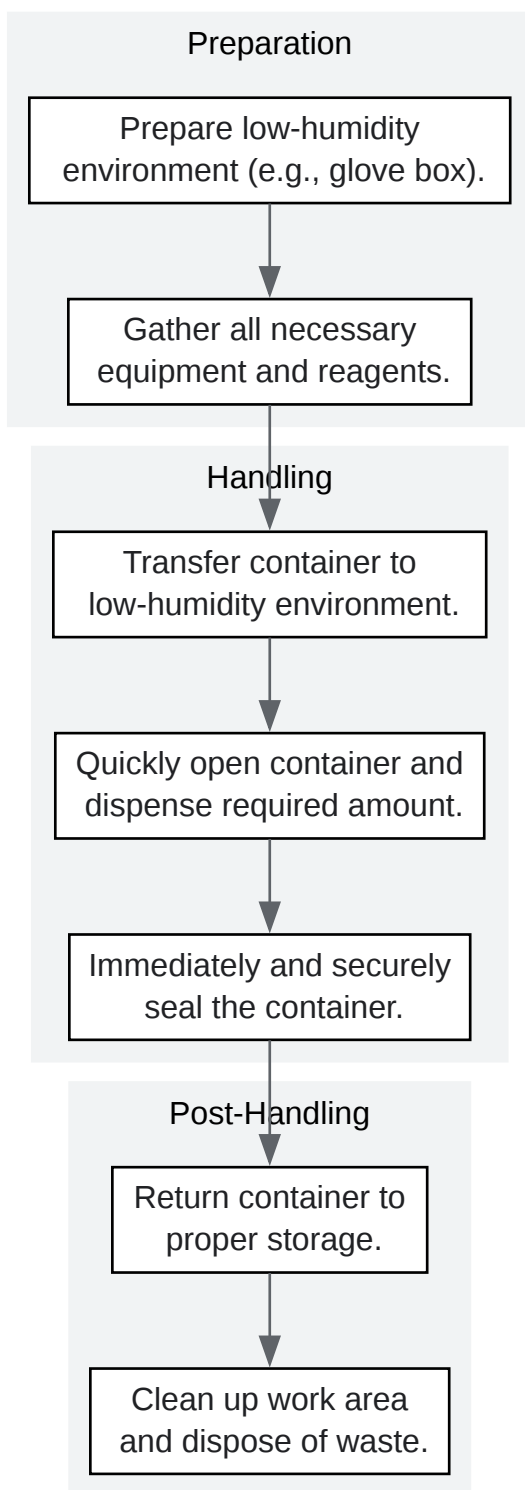 Preparation
Prepare low-humidity
environment (e.g., glove box).
Gather all necessary
equipment and reagents.
Handling
Transfer container to
low-humidity environment.
Quickly open container and
dispense required amount.
Immediately and securely
seal the container.
Post-Handling
Return container to
proper storage.
Clean up work area
and dispose of waste.